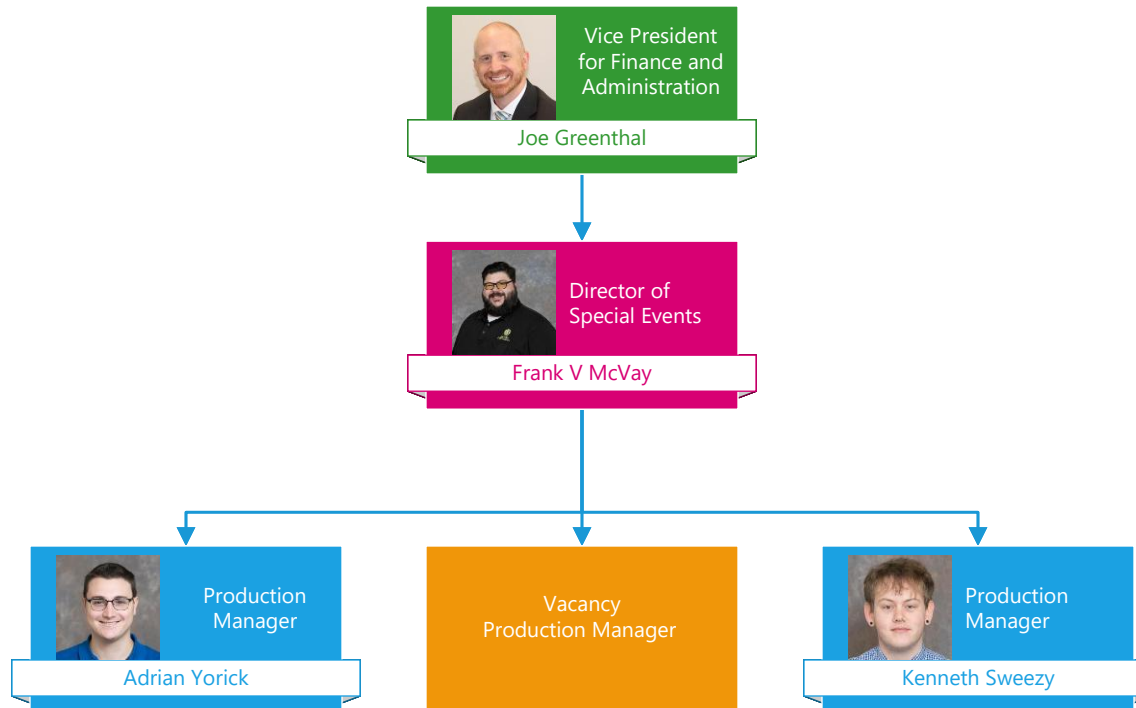 Vice President
for Finance and
Administration
Joe Greenthal
Director of
Special Events
Frank V McVay
Production
Manager
Adrian Yorick
Vacancy
Production Manager
Production
Manager
Kenneth Sweezy